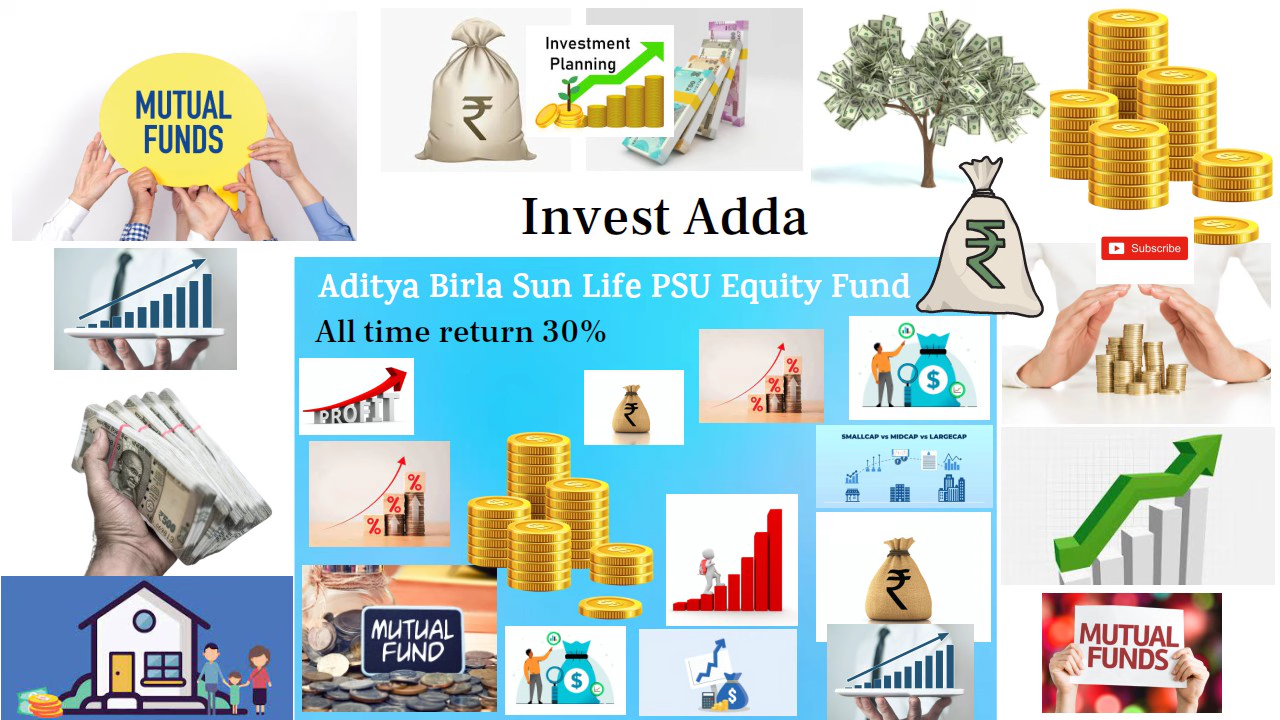 MUTUAL
FUNDS
₹
Investment
Planning
Invest Adda
₹
Subscribe
Aditya Birla Sun Life PSU Equity Fund
All time return 30%
PROFIT
₹
%
%
%
$
SMALLCAP vs MIDCAP vs LARGECAP
%
%
%
₹500
₹
MUTUAL
FUND
$
$
MUTUAL
FUNDS